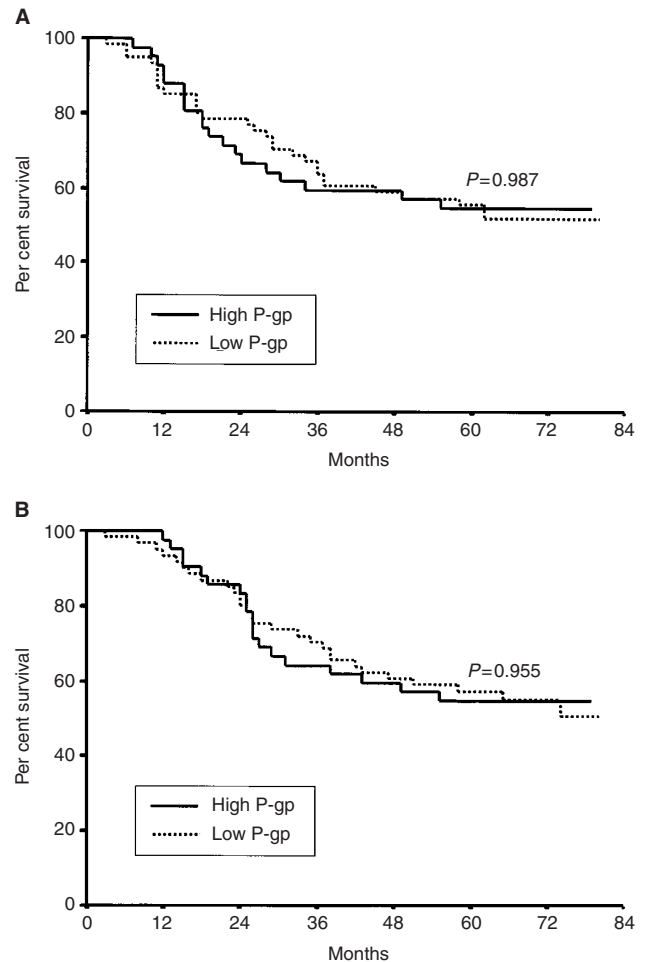 A
100
80
60
40
20
0
Per cent survival
P=0.987
High P-gp
Low P-gp
0 12 24 36 48 60 72 84
Months
B
100
80
60
40
20
0
Per cent survival
P=0.955
High P-gp
Low P-gp
0 12 24 36 48 60 72 84
Months